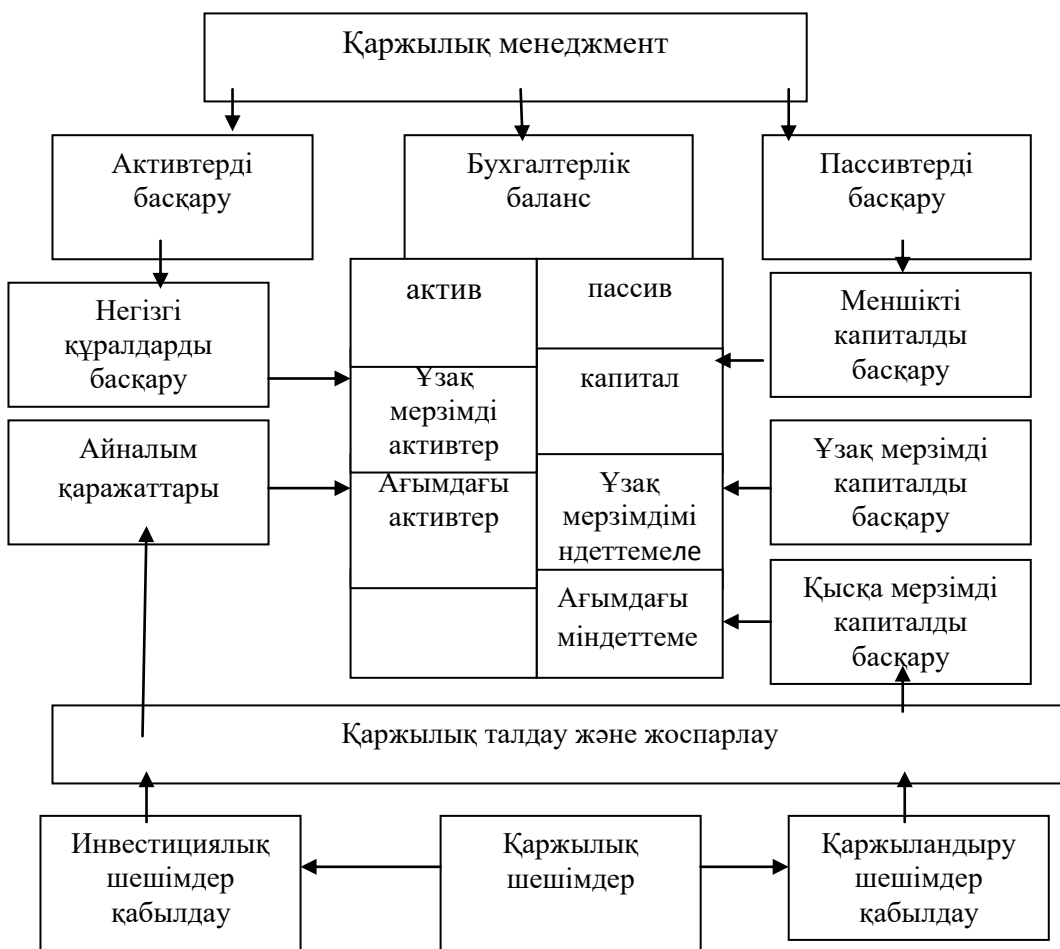 Қаржылық менеджмент
Активтерді
басқару
Бухгалтерлік
баланс
Пассивтерді
басқару
Негізгі
құралдарды
басқару
актив
пассив
Меншікті
капиталды
басқару
Ұзақ
мерзімді
активтер
капитал
Айналым
қаражаттары
Ағымдағы
активтер
Ұзақ
мерзімдімі
ндеттемеле
Ұзақ мерзімді
капиталды
басқару
Ағымдағы
міндеттеме
Қысқа мерзімді
капиталды
басқару
Қаржылық талдау және жоспарлау
Инвестициялық
шешімдер
қабылдау
Қаржылық
шешімдер
Қаржыландыру
шешімдер
қабылдау